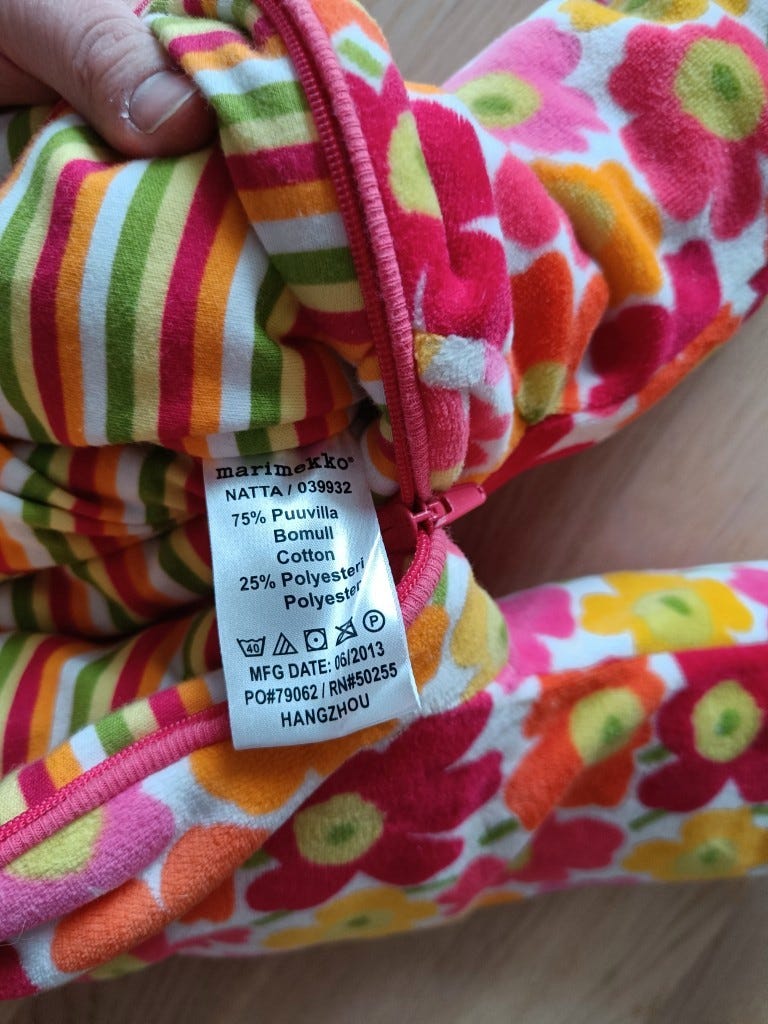 marimekko®
NATTA / 039932
75% Puuvilla
Bomull
Cotton
25% Polyesteri
Polyester
40 P
MFG DATE: 06/2013
PO#79062 / RN#50255
HANGZHOU